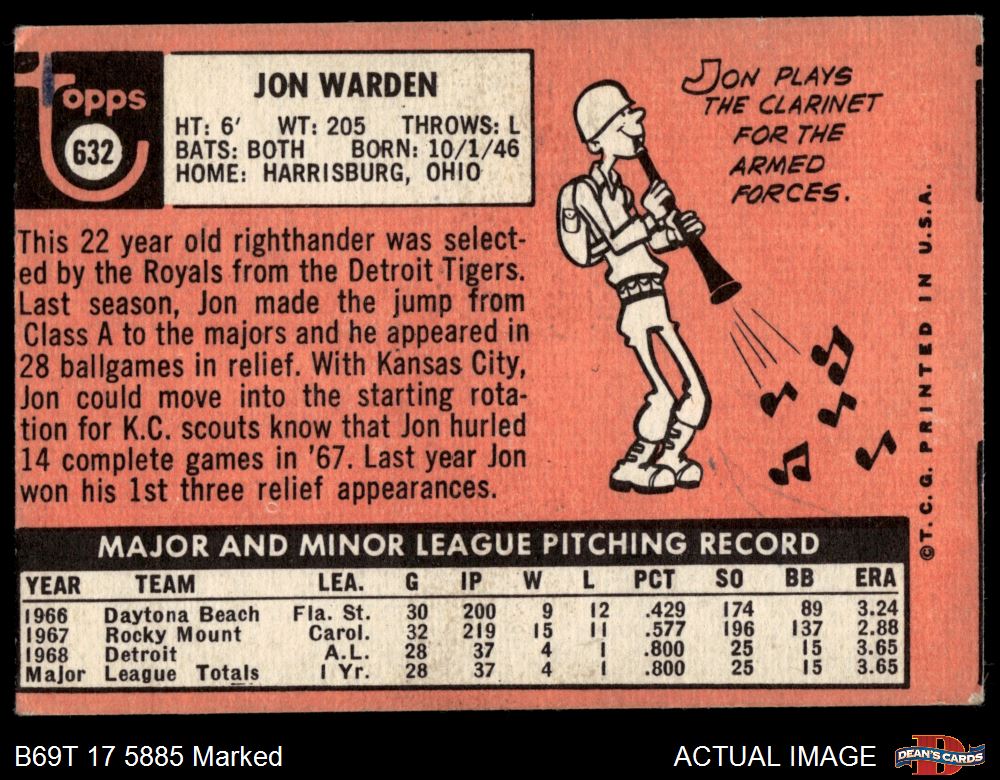 Topps
632
JON WARDEN
HT: 6' WT: 205 THROWS: L
BATS: BOTH BORN: 10/1/46
HOME: HARRISBURG, OHIO
This 22 year old righthander was select-
ed by the Royals from the Detroit Tigers.
Last season, Jon made the jump from
Class A to the majors and he appeared in
28 ballgames in relief. With Kansas City,
Jon could move into the starting rota-
tion for K.C. scouts know that Jon hurled
14 complete games in '67. Last year Jon
won his 1st three relief appearances.
JON PLAYS
THE CLARINET
FOR THE
ARMED
FORCES.
©T. C. G. PRINTED IN U.S.A.
MAJOR AND MINOR LEAGUE PITCHING RECORD
YEAR TEAM LEA. G IP W L PCT SO BB ERA
1966 Daytona Beach Fla. St. 30 200 9 12 .429 174 89 3.24
1967 Rocky Mount Carol. 32 219 15 11 .577 196 137 2.88
1968 Detroit A.L. 28 37 4 1 .800 25 15 3.65
Major League Totals 1 Yr. 28 37 4 1 .800 25 15 3.65
B69T 17 5885 Marked
ACTUAL IMAGE
DEAN'S CARDS